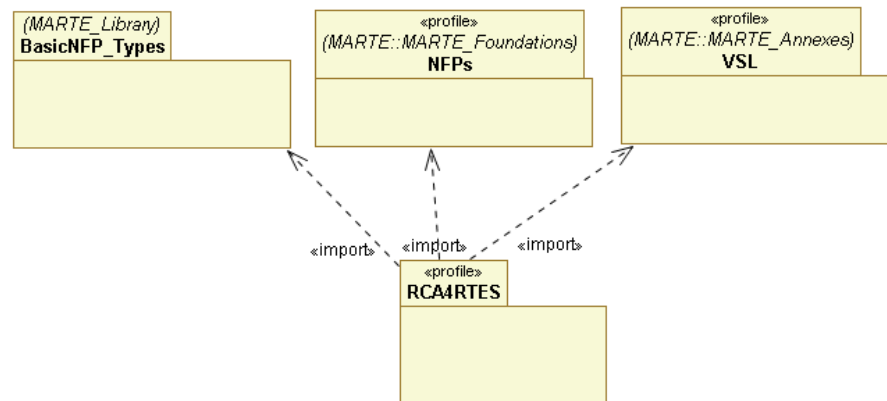 (MARTE_Library)
BasicNFP_Types
«profile»
(MARTE::MARTE_Foundations)
NFPs
«profile»
(MARTE::MARTE_Annexes)
VSL
«import»
«import»
«import»
«profile»
RCA4RTES